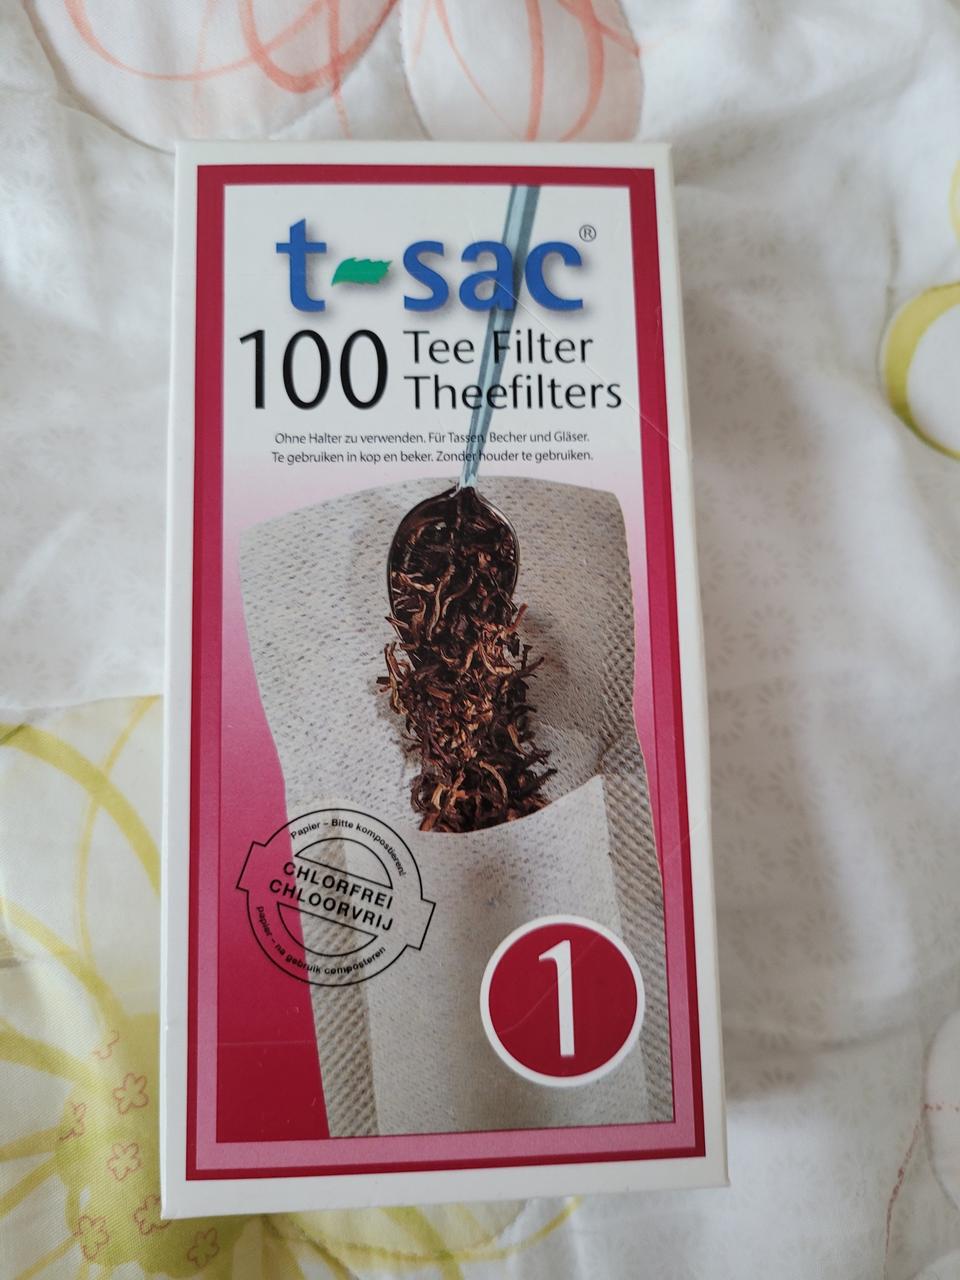 t-sac®
100 Tee Filter
Theefilters
Ohne Halter zu verwenden. Für Tassen, Becher und Gläser.
Te gebruiken in kop en beker. Zonder houder te gebruiken.
Papier – Bitte kompostieren!
CHLORFREI
CHLOORVRIJ
papier – na gebruik composteren
1